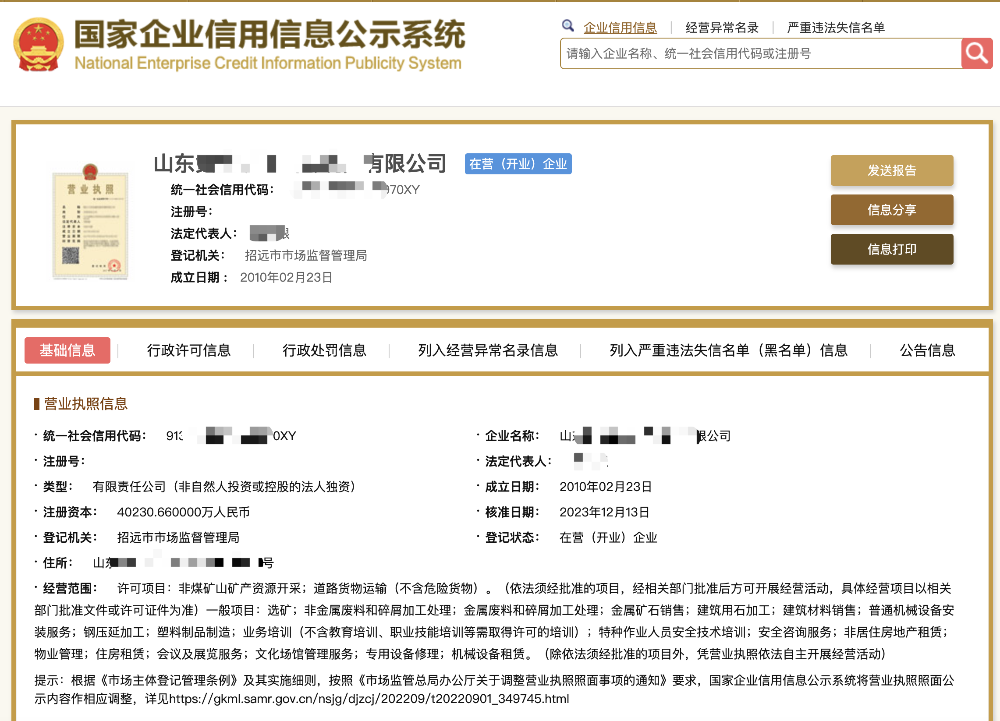 国家企业信用信息公示系统
National Enterprise Credit Information Publicity System
企业信用信息 | 经营异常名录 | 严重违法失信名单
请输入企业名称、统一社会信用代码或注册号
山东 有限公司 在营（开业）企业
统一社会信用代码： 970XY
注册号：
法定代表人：
登记机关： 招远市市场监督管理局
成立日期： 2010年02月23日
营业执照
发送报告
信息分享
信息打印
基础信息 | 行政许可信息 | 行政处罚信息 | 列入经营异常名录信息 | 列入严重违法失信名单（黑名单）信息 | 公告信息
营业执照信息
· 统一社会信用代码： 913 0XY
· 企业名称： 山东 限公司
· 注册号：
· 法定代表人：
· 类型： 有限责任公司（非自然人投资或控股的法人独资）
· 成立日期： 2010年02月23日
· 注册资本： 40230.660000万人民币
· 核准日期： 2023年12月13日
· 登记机关： 招远市市场监督管理局
· 登记状态： 在营（开业）企业
· 住所： 山东 号
· 经营范围： 许可项目：非煤矿山矿产资源开采；道路货物运输（不含危险货物）。（依法须经批准的项目，经相关部门批准后方可开展经营活动，具体经营项目以相关
部门批准文件或许可证件为准）一般项目：选矿；非金属废料和碎屑加工处理；金属废料和碎屑加工处理；金属矿石销售；建筑用石加工；建筑材料销售；普通机械设备安
装服务；钢压延加工；塑料制品制造；业务培训（不含教育培训、职业技能培训等需取得许可的培训）；特种作业人员安全技术培训；安全咨询服务；非居住房地产租赁；
物业管理；住房租赁；会议及展览服务；文化场馆管理服务；专用设备修理；机械设备租赁。（除依法须经批准的项目外，凭营业执照依法自主开展经营活动）
提示：根据《市场主体登记管理条例》及其实施细则，按照《市场监管总局办公厅关于调整营业执照照面事项的通知》要求，国家企业信用信息公示系统将营业执照照面公
示内容作相应调整，详见https://gkml.samr.gov.cn/nsjg/djzcj/202209/t20220901_349745.html